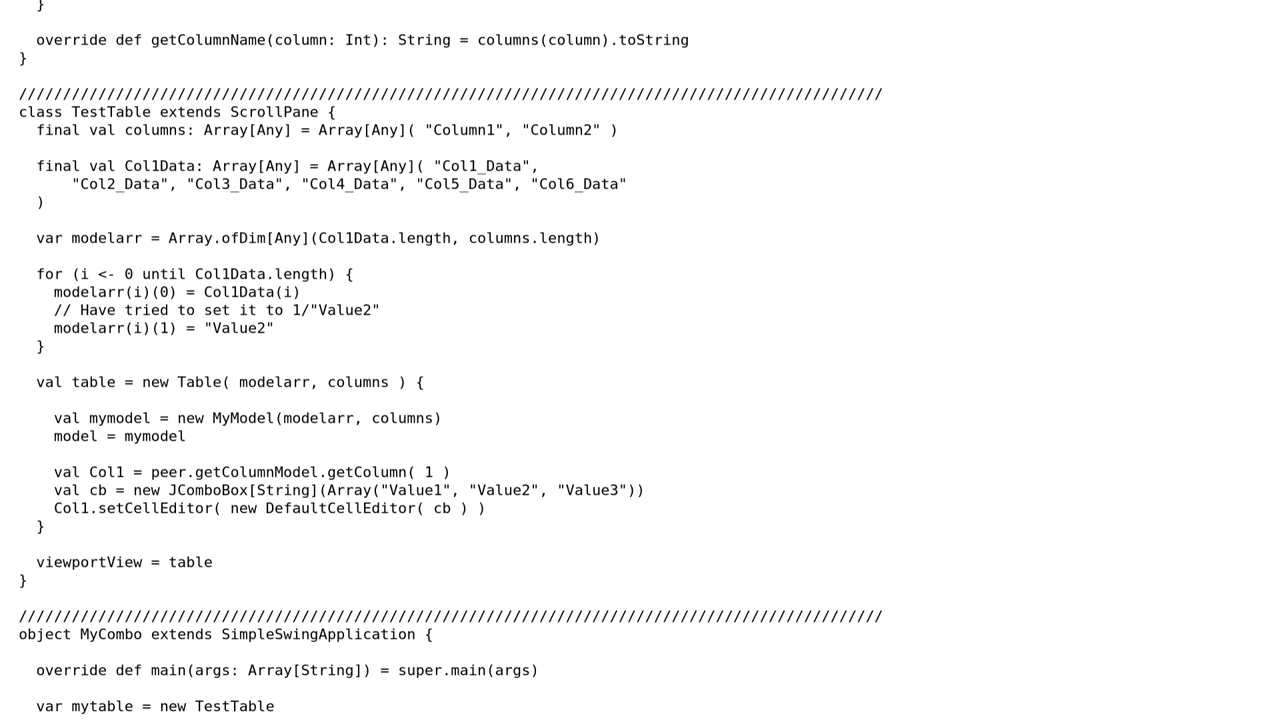 }
override def getColumnName(column: Int): String = columns(column).toString
}
//////////////////////////////////////////////////////////////////////////////////////////////////
class TestTable extends ScrollPane {
final val columns: Array[Any] = Array[Any]( "Column1", "Column2" )
final val Col1Data: Array[Any] = Array[Any]( "Col1_Data",
"Col2_Data", "Col3_Data", "Col4_Data", "Col5_Data", "Col6_Data"
)
var modelarr = Array.ofDim[Any](Col1Data.length, columns.length)
for (i <- 0 until Col1Data.length) {
modelarr(i)(0) = Col1Data(i)
// Have tried to set it to 1/"Value2"
modelarr(i)(1) = "Value2"
}
val table = new Table( modelarr, columns ) {
val mymodel = new MyModel(modelarr, columns)
model = mymodel
val Col1 = peer.getColumnModel.getColumn( 1 )
val cb = new JComboBox[String](Array("Value1", "Value2", "Value3"))
Col1.setCellEditor( new DefaultCellEditor( cb ) )
}
viewportView = table
}
//////////////////////////////////////////////////////////////////////////////////////////////////
object MyCombo extends SimpleSwingApplication {
override def main(args: Array[String]) = super.main(args)
var mytable = new TestTable